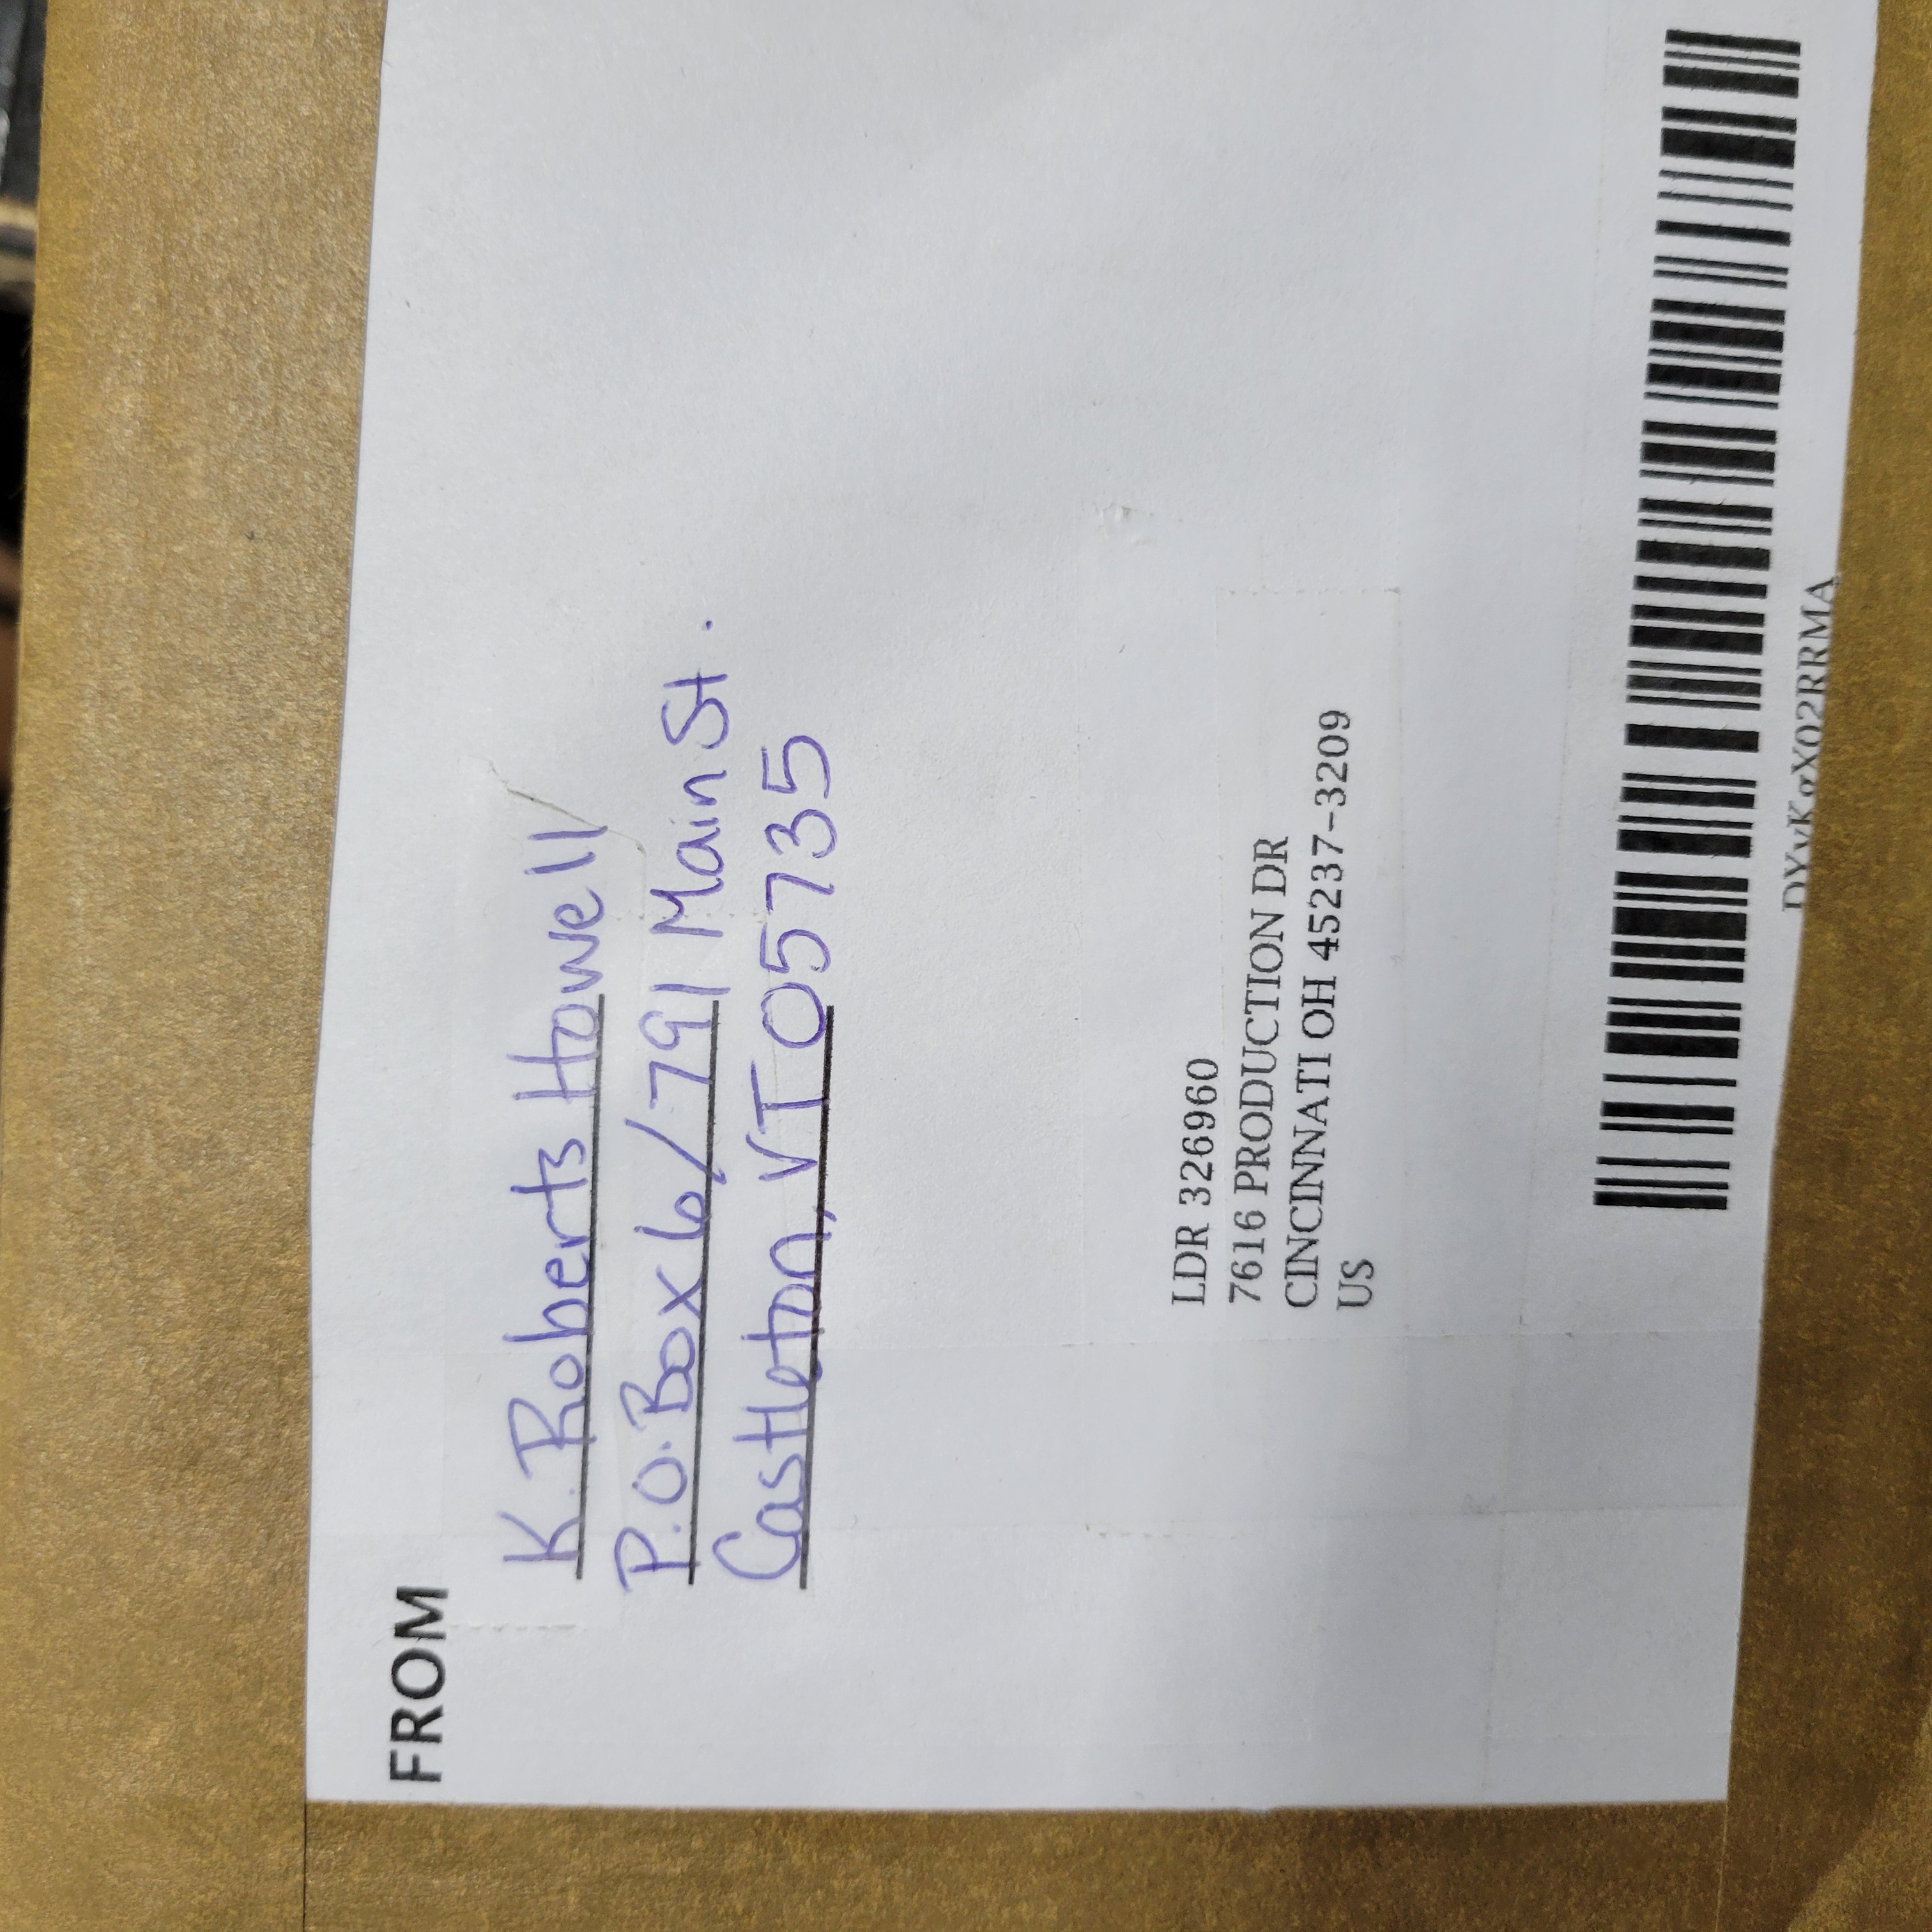 FROM
K. Roberts Howell
P.O. Box 6/791 Main St.
Castleton, VT 05735
LDR 326960
7616 PRODUCTION DR
CINCINNATI OH 45237-3209
US
DYvKgX02RRMA